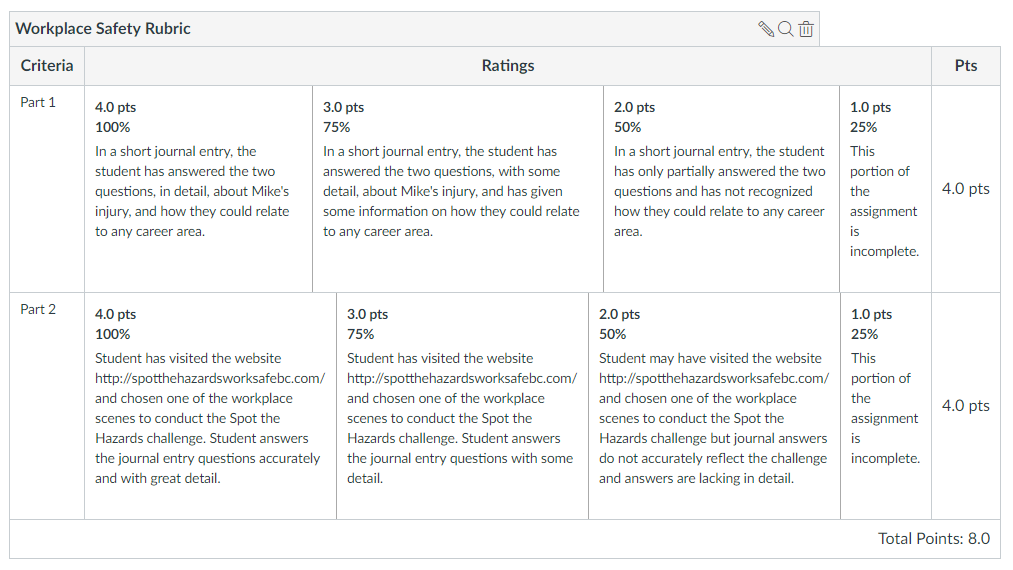 Workplace Safety Rubric
Criteria
Ratings
Pts
Part 1
4.0 pts
100%
In a short journal entry, the
student has answered the two
questions, in detail, about Mike's
injury, and how they could relate
to any career area.
3.0 pts
75%
In a short journal entry, the student has
answered the two questions, with some
detail, about Mike's injury, and has given
some information on how they could relate
to any career area.
2.0 pts
50%
In a short journal entry, the student
has only partially answered the two
questions and has not recognized
how they could relate to any career
area.
1.0 pts
25%
This
portion of
the
assignment
is
incomplete.
4.0 pts
Part 2
4.0 pts
100%
Student has visited the website
http://spotthehazardsworksafebc.com/
and chosen one of the workplace
scenes to conduct the Spot the
Hazards challenge. Student answers
the journal entry questions accurately
and with great detail.
3.0 pts
75%
Student has visited the website
http://spotthehazardsworksafebc.com/
and chosen one of the workplace
scenes to conduct the Spot the
Hazards challenge. Student answers
the journal entry questions with some
detail.
2.0 pts
50%
Student may have visited the website
http://spotthehazardsworksafebc.com/
and chosen one of the workplace
scenes to conduct the Spot the
Hazards challenge but journal answers
do not accurately reflect the challenge
and answers are lacking in detail.
1.0 pts
25%
This
portion of
the
assignment
is
incomplete.
4.0 pts
Total Points: 8.0